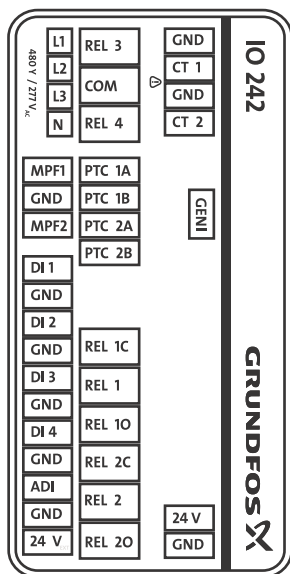 L1
L2
L3
N
480 Y / 277 VAC
REL 3
COM
REL 4
GND
CT 1
GND
CT 2
IO 242
MPF1
GND
MPF2
PTC 1A
PTC 1B
PTC 2A
PTC 2B
GENI
DI 1
GND
DI 2
GND
DI 3
GND
DI 4
GND
ADI
GND
24 V
REL 1C
REL 1
REL 1O
REL 2C
REL 2
REL 2O
24 V
GND
GRUNDFOS